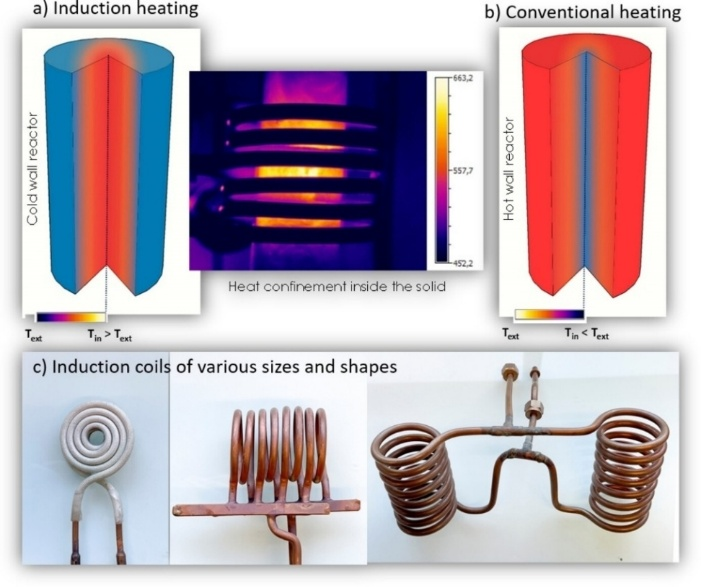 a) Induction heating
b) Conventional heating
Cold wall reactor
663,2
557,7
452,2
Hot wall reactor
Heat confinement inside the solid
Text
Tin > Text
Text
Tin < Text
c) Induction coils of various sizes and shapes